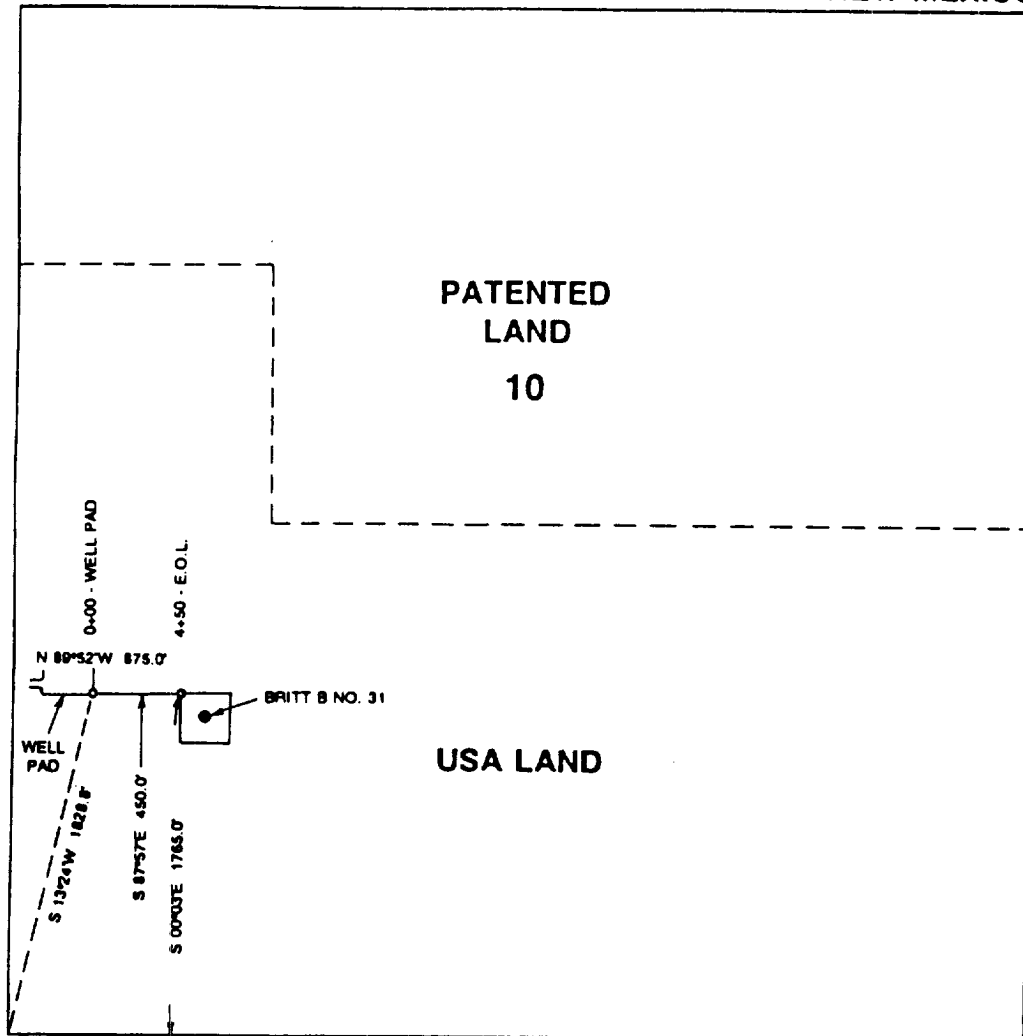 PATENTED
LAND
10
0+00 - WELL PAD
4+50 - E.O.L.
N 89°52'W 875.0'
BRITT B NO. 31
WELL
PAD
USA LAND
S 13°24'W 1828.8'
S 87°57'E 450.0'
S 00°03'E 1765.0'